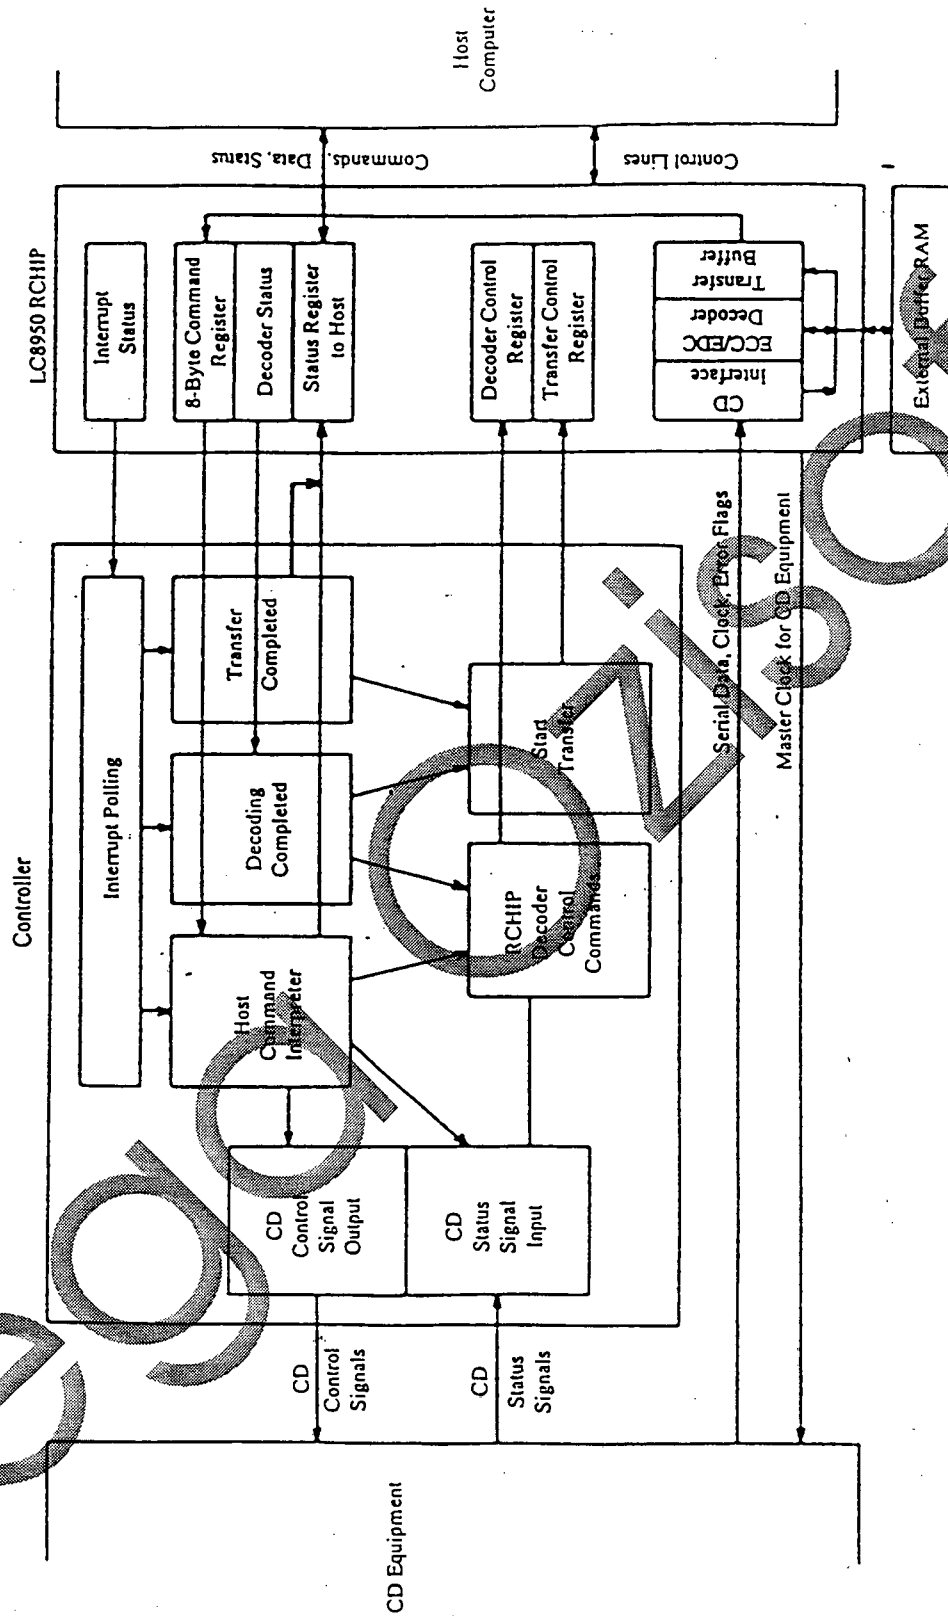 Controller
LC8950 RCHIP
Interrupt Polling
Interrupt
Status
Host
Command
Interpreter
Decoding
Completed
Transfer
Completed
8-Byte Command
Register
Decoder Status
Status Register
to Host
Commands,
Data, Status
Host
Computer
CD
Control
Signal
Output
CD
Status
Signal
Input
CD
Control
Signals
CD
Status
Signals
CD Equipment
RCHIP
Decoder
Control
Commands
Start
Transfer
Decoder Control
Register
Transfer Control
Register
Control Lines
CD
Interface
ECC/EDC
Decoder
Transfer
Buffer
Serial Data, Clock, Error Flags
Master Clock for CD Equipment
External Buffer RAM